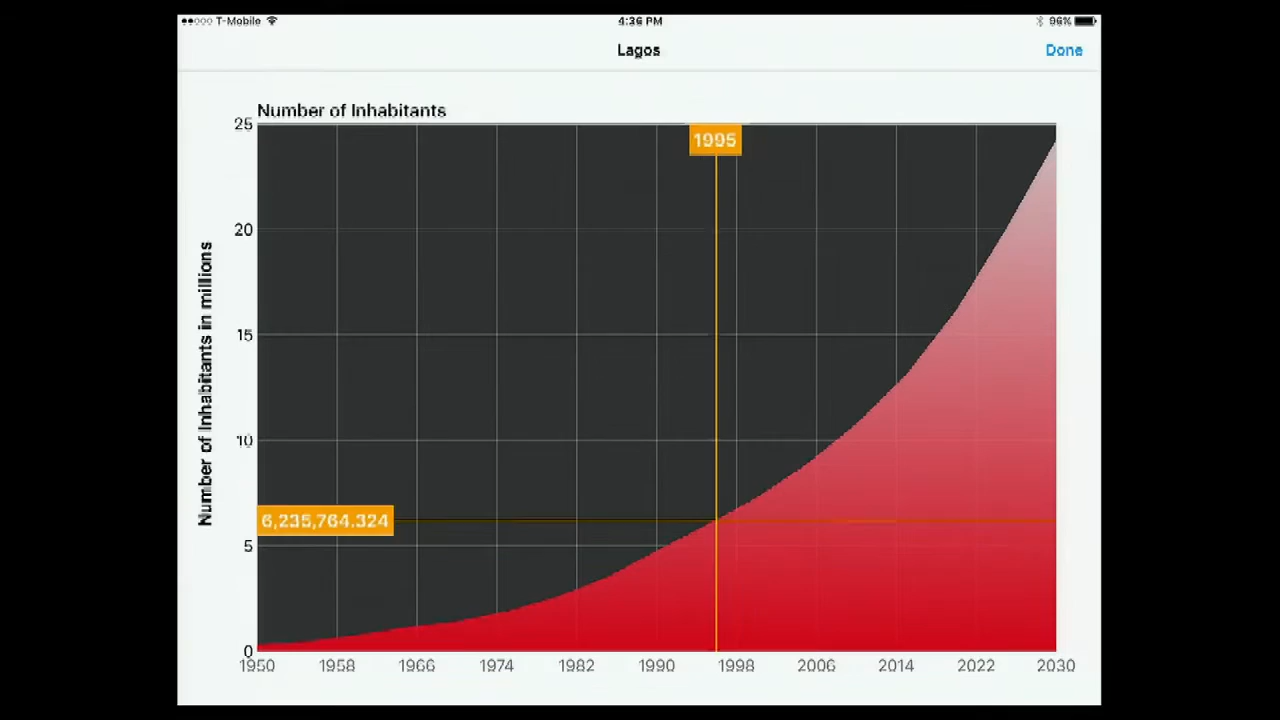 T-Mobile 4:36 PM 96%
Lagos Done
Number of Inhabitants
Number of Inhabitants in millions
25
1995
20
15
10
6,235,764.324
5
0
1950 1958 1966 1974 1982 1990 1998 2006 2014 2022 2030